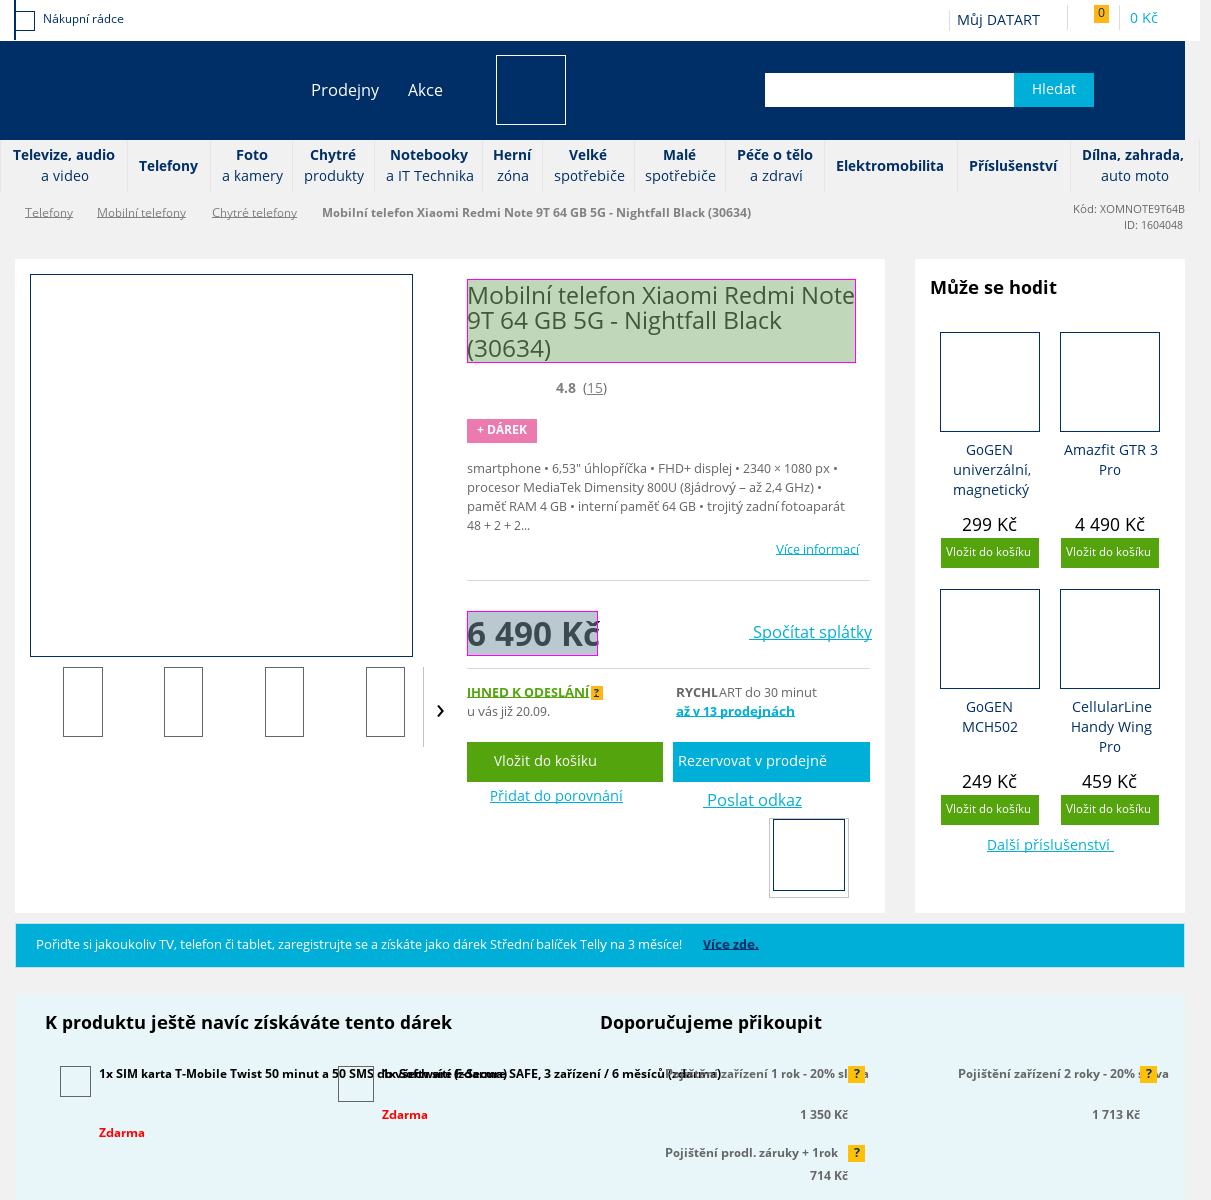 Nákupní rádce
Můj DATART
0
0 Kč
Prodejny
Akce
Hledat
Televize, audio
a video
Telefony
Foto
a kamery
Chytré
produkty
Notebooky
a IT Technika
Herní
zóna
Velké
spotřebiče
Malé
spotřebiče
Péče o tělo
a zdraví
Elektromobilita
Příslušenství
Dílna, zahrada,
auto moto
Telefony
Mobilní telefony
Chytré telefony
Mobilní telefon Xiaomi Redmi Note 9T 64 GB 5G - Nightfall Black (30634)
Kód: XOMNOTE9T64B
ID: 1604048
Mobilní telefon Xiaomi Redmi Note
9T 64 GB 5G - Nightfall Black
(30634)
4.8 (15)
+ DÁREK
smartphone • 6,53" úhlopříčka • FHD+ displej • 2340 × 1080 px •
procesor MediaTek Dimensity 800U (8jádrový – až 2,4 GHz) •
paměť RAM 4 GB • interní paměť 64 GB • trojitý zadní fotoaparát
48 + 2 + 2...
Více informací
6 490 Kč
Spočítat splátky
IHNED K ODESLÁNÍ ?
u vás již 20.09.
RYCHLART do 30 minut
až v 13 prodejnách
Vložit do košíku
Rezervovat v prodejně
Přidat do porovnání
Poslat odkaz
Může se hodit
GoGEN
univerzální,
magnetický
299 Kč
Vložit do košíku
Amazfit GTR 3
Pro
4 490 Kč
Vložit do košíku
GoGEN
MCH502
249 Kč
Vložit do košíku
CellularLine
Handy Wing
Pro
459 Kč
Vložit do košíku
Další příslušenství
Pořiďte si jakoukoliv TV, telefon či tablet, zaregistrujte se a získáte jako dárek Střední balíček Telly na 3 měsíce! Více zde.
K produktu ještě navíc získáváte tento dárek
1x SIM karta T-Mobile Twist 50 minut a 50 SMS do všech sítí (zdarma)
Zdarma
1x Software F-Secure SAFE, 3 zařízení / 6 měsíců (zdarma)
Zdarma
Doporučujeme přikoupit
Pojištění zařízení 1 rok - 20% sleva ?
1 350 Kč
Pojištění zařízení 2 roky - 20% sleva ?
1 713 Kč
Pojištění prodl. záruky + 1rok ?
714 Kč